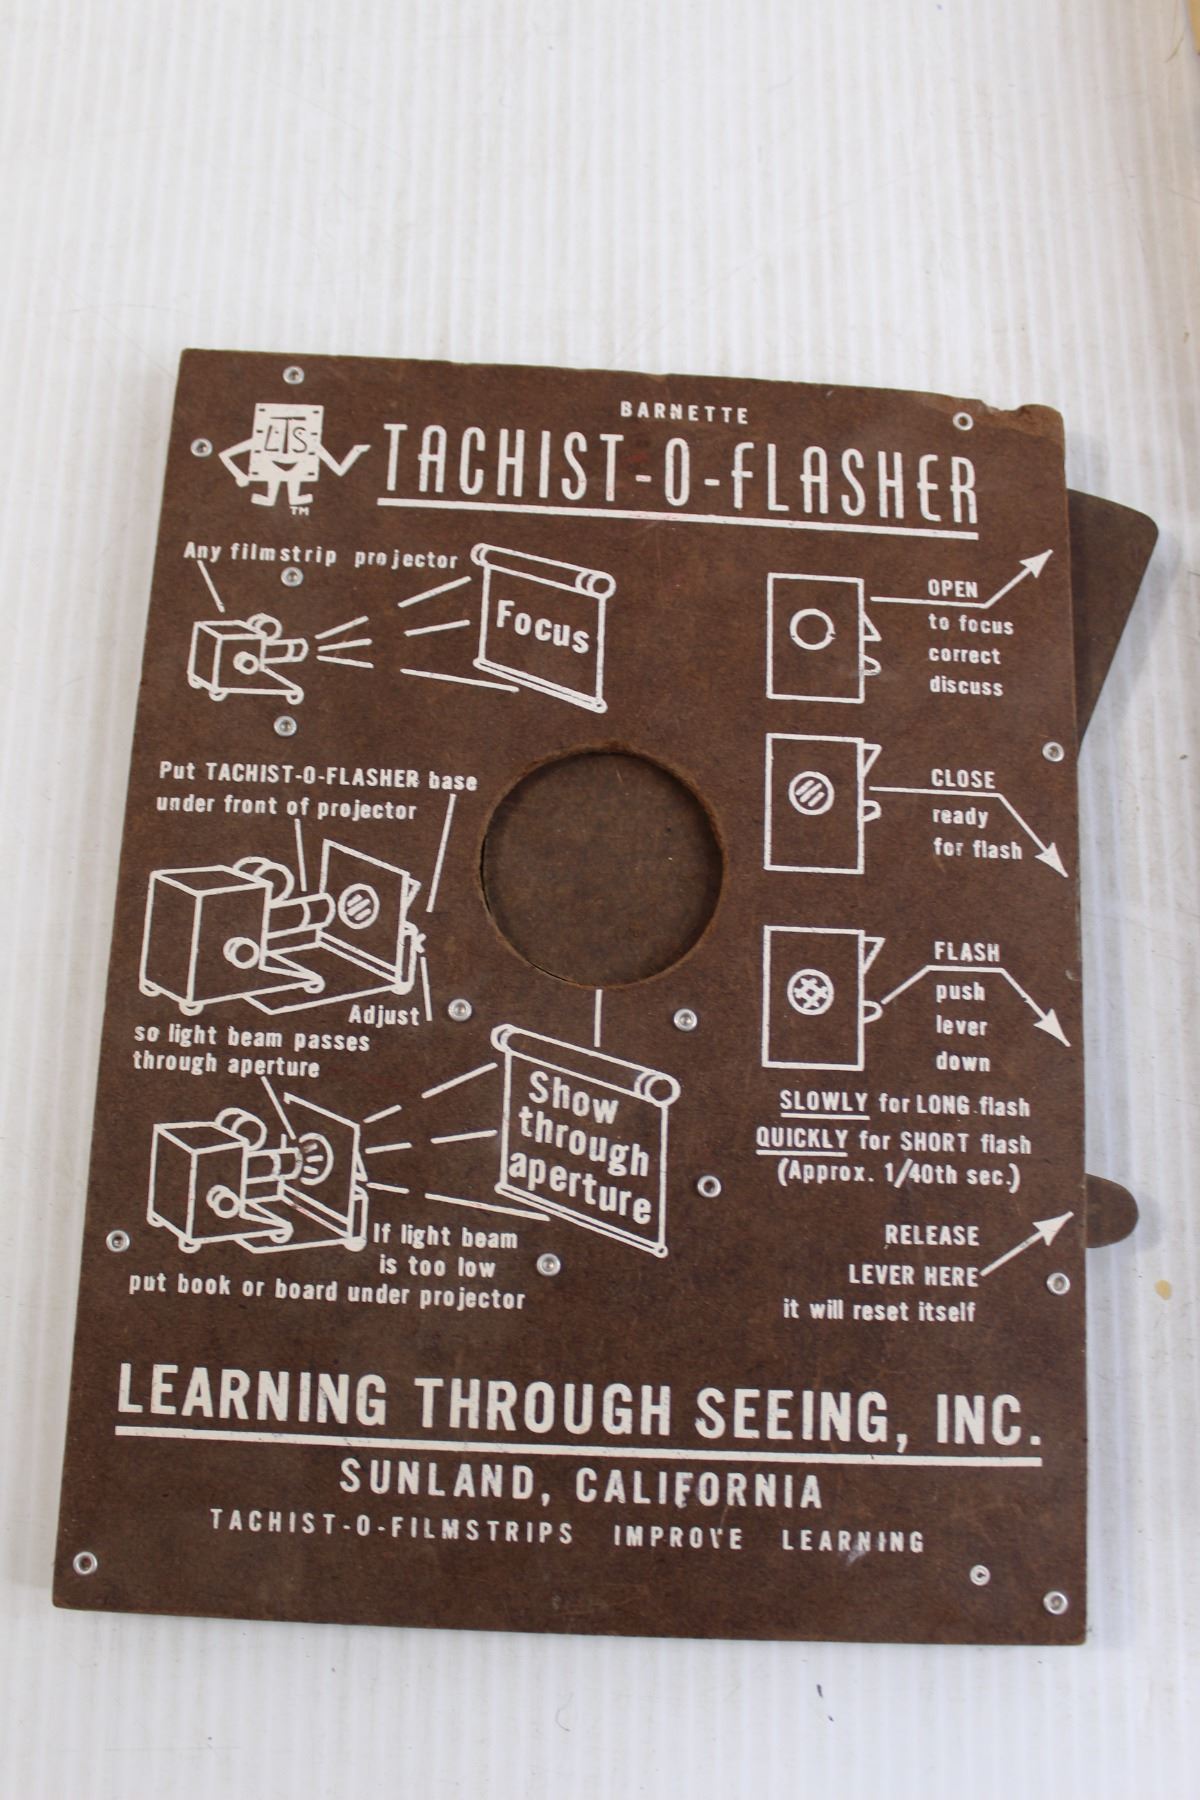 BARNETTE
LTS
TM
TACHIST-O-FLASHER
Any filmstrip projector
Focus
Put TACHIST-O-FLASHER base
under front of projector
Adjust
so light beam passes
through aperture
Show
through
aperture
If light beam
is too low
put book or board under projector
OPEN
to focus
correct
discuss
CLOSE
ready
for flash
FLASH
push
lever
down
SLOWLY for LONG flash
QUICKLY for SHORT flash
(Approx. 1/40th sec.)
RELEASE
LEVER HERE
it will reset itself
LEARNING THROUGH SEEING, INC.
SUNLAND, CALIFORNIA
TACHIST-O-FILMSTRIPS IMPROVE LEARNING
©